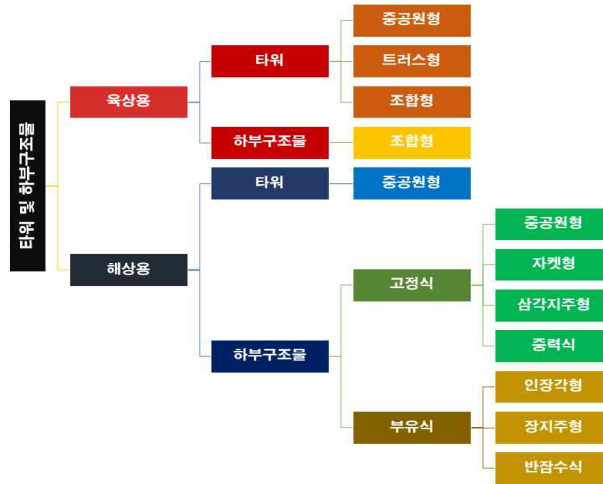 타워 및 하부구조물
육상용
타워
중공원형
트러스형
조합형
하부구조물
조합형
해상용
타워
중공원형
하부구조물
고정식
중공원형
자켓형
삼각지주형
중력식
부유식
인장각형
장지주형
반잠수식